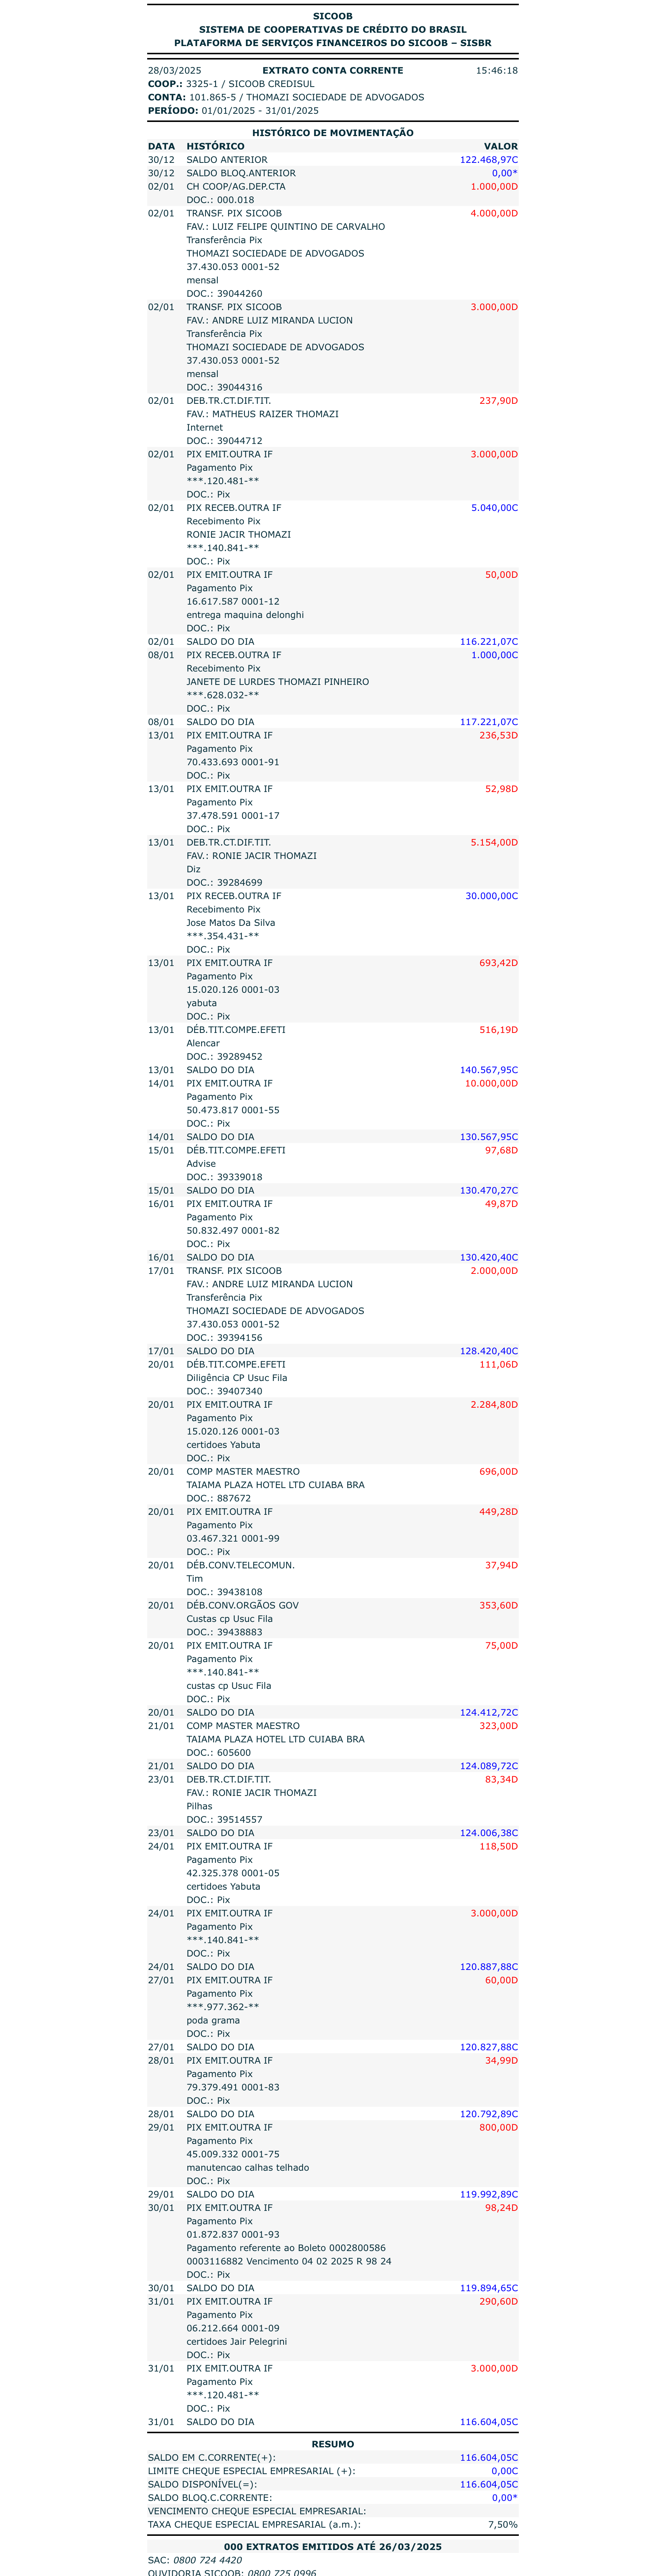 SICOOB
SISTEMA DE COOPERATIVAS DE CRÉDITO DO BRASIL
PLATAFORMA DE SERVIÇOS FINANCEIROS DO SICOOB – SISBR
28/03/2025 EXTRATO CONTA CORRENTE 15:46:18
COOP.: 3325-1 / SICOOB CREDISUL
CONTA: 101.865-5 / THOMAZI SOCIEDADE DE ADVOGADOS
PERÍODO: 01/01/2025 - 31/01/2025
HISTÓRICO DE MOVIMENTAÇÃO
DATA HISTÓRICO VALOR
30/12 SALDO ANTERIOR 122.468,97C
30/12 SALDO BLOQ.ANTERIOR 0,00*
02/01 CH COOP/AG.DEP.CTA 1.000,00D
DOC.: 000.018
02/01 TRANSF. PIX SICOOB 4.000,00D
FAV.: LUIZ FELIPE QUINTINO DE CARVALHO
Transferência Pix
THOMAZI SOCIEDADE DE ADVOGADOS
37.430.053 0001-52
mensal
DOC.: 39044260
02/01 TRANSF. PIX SICOOB 3.000,00D
FAV.: ANDRE LUIZ MIRANDA LUCION
Transferência Pix
THOMAZI SOCIEDADE DE ADVOGADOS
37.430.053 0001-52
mensal
DOC.: 39044316
02/01 DEB.TR.CT.DIF.TIT. 237,90D
FAV.: MATHEUS RAIZER THOMAZI
Internet
DOC.: 39044712
02/01 PIX EMIT.OUTRA IF 3.000,00D
Pagamento Pix
***.120.481-**
DOC.: Pix
02/01 PIX RECEB.OUTRA IF 5.040,00C
Recebimento Pix
RONIE JACIR THOMAZI
***.140.841-**
DOC.: Pix
02/01 PIX EMIT.OUTRA IF 50,00D
Pagamento Pix
16.617.587 0001-12
entrega maquina delonghi
DOC.: Pix
02/01 SALDO DO DIA 116.221,07C
08/01 PIX RECEB.OUTRA IF 1.000,00C
Recebimento Pix
JANETE DE LURDES THOMAZI PINHEIRO
***.628.032-**
DOC.: Pix
08/01 SALDO DO DIA 117.221,07C
13/01 PIX EMIT.OUTRA IF 236,53D
Pagamento Pix
70.433.693 0001-91
DOC.: Pix
13/01 PIX EMIT.OUTRA IF 52,98D
Pagamento Pix
37.478.591 0001-17
DOC.: Pix
13/01 DEB.TR.CT.DIF.TIT. 5.154,00D
FAV.: RONIE JACIR THOMAZI
Diz
DOC.: 39284699
13/01 PIX RECEB.OUTRA IF 30.000,00C
Recebimento Pix
Jose Matos Da Silva
***.354.431-**
DOC.: Pix
13/01 PIX EMIT.OUTRA IF 693,42D
Pagamento Pix
15.020.126 0001-03
yabuta
DOC.: Pix
13/01 DÉB.TIT.COMPE.EFETI 516,19D
Alencar
DOC.: 39289452
13/01 SALDO DO DIA 140.567,95C
14/01 PIX EMIT.OUTRA IF 10.000,00D
Pagamento Pix
50.473.817 0001-55
DOC.: Pix
14/01 SALDO DO DIA 130.567,95C
15/01 DÉB.TIT.COMPE.EFETI 97,68D
Advise
DOC.: 39339018
15/01 SALDO DO DIA 130.470,27C
16/01 PIX EMIT.OUTRA IF 49,87D
Pagamento Pix
50.832.497 0001-82
DOC.: Pix
16/01 SALDO DO DIA 130.420,40C
17/01 TRANSF. PIX SICOOB 2.000,00D
FAV.: ANDRE LUIZ MIRANDA LUCION
Transferência Pix
THOMAZI SOCIEDADE DE ADVOGADOS
37.430.053 0001-52
DOC.: 39394156
17/01 SALDO DO DIA 128.420,40C
20/01 DÉB.TIT.COMPE.EFETI 111,06D
Diligência CP Usuc Fila
DOC.: 39407340
20/01 PIX EMIT.OUTRA IF 2.284,80D
Pagamento Pix
15.020.126 0001-03
certidoes Yabuta
DOC.: Pix
20/01 COMP MASTER MAESTRO 696,00D
TAIAMA PLAZA HOTEL LTD CUIABA BRA
DOC.: 887672
20/01 PIX EMIT.OUTRA IF 449,28D
Pagamento Pix
03.467.321 0001-99
DOC.: Pix
20/01 DÉB.CONV.TELECOMUN. 37,94D
Tim
DOC.: 39438108
20/01 DÉB.CONV.ORGÃOS GOV 353,60D
Custas cp Usuc Fila
DOC.: 39438883
20/01 PIX EMIT.OUTRA IF 75,00D
Pagamento Pix
***.140.841-**
custas cp Usuc Fila
DOC.: Pix
20/01 SALDO DO DIA 124.412,72C
21/01 COMP MASTER MAESTRO 323,00D
TAIAMA PLAZA HOTEL LTD CUIABA BRA
DOC.: 605600
21/01 SALDO DO DIA 124.089,72C
23/01 DEB.TR.CT.DIF.TIT. 83,34D
FAV.: RONIE JACIR THOMAZI
Pilhas
DOC.: 39514557
23/01 SALDO DO DIA 124.006,38C
24/01 PIX EMIT.OUTRA IF 118,50D
Pagamento Pix
42.325.378 0001-05
certidoes Yabuta
DOC.: Pix
24/01 PIX EMIT.OUTRA IF 3.000,00D
Pagamento Pix
***.140.841-**
DOC.: Pix
24/01 SALDO DO DIA 120.887,88C
27/01 PIX EMIT.OUTRA IF 60,00D
Pagamento Pix
***.977.362-**
poda grama
DOC.: Pix
27/01 SALDO DO DIA 120.827,88C
28/01 PIX EMIT.OUTRA IF 34,99D
Pagamento Pix
79.379.491 0001-83
DOC.: Pix
28/01 SALDO DO DIA 120.792,89C
29/01 PIX EMIT.OUTRA IF 800,00D
Pagamento Pix
45.009.332 0001-75
manutencao calhas telhado
DOC.: Pix
29/01 SALDO DO DIA 119.992,89C
30/01 PIX EMIT.OUTRA IF 98,24D
Pagamento Pix
01.872.837 0001-93
Pagamento referente ao Boleto 0002800586
0003116882 Vencimento 04 02 2025 R 98 24
DOC.: Pix
30/01 SALDO DO DIA 119.894,65C
31/01 PIX EMIT.OUTRA IF 290,60D
Pagamento Pix
06.212.664 0001-09
certidoes Jair Pelegrini
DOC.: Pix
31/01 PIX EMIT.OUTRA IF 3.000,00D
Pagamento Pix
***.120.481-**
DOC.: Pix
31/01 SALDO DO DIA 116.604,05C
RESUMO
SALDO EM C.CORRENTE(+): 116.604,05C
LIMITE CHEQUE ESPECIAL EMPRESARIAL (+): 0,00C
SALDO DISPONÍVEL(=): 116.604,05C
SALDO BLOQ.C.CORRENTE: 0,00*
VENCIMENTO CHEQUE ESPECIAL EMPRESARIAL:
TAXA CHEQUE ESPECIAL EMPRESARIAL (a.m.): 7,50%
000 EXTRATOS EMITIDOS ATÉ 26/03/2025
SAC: 0800 724 4420
OUVIDORIA SICOOB: 0800 725 0996